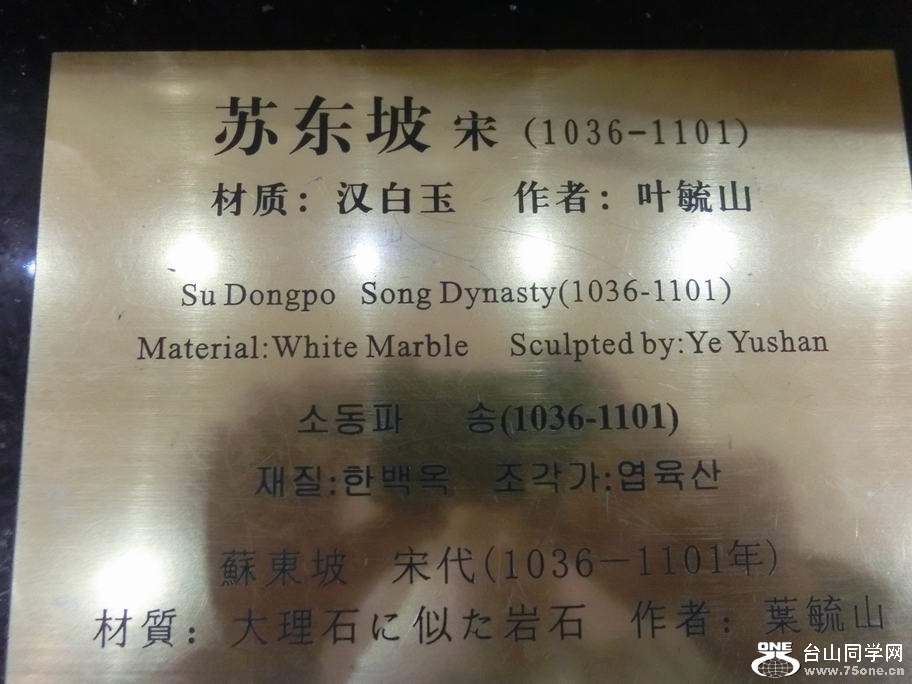 苏东坡 宋 (1036-1101)
材质：汉白玉 作者：叶毓山
Su Dongpo Song Dynasty(1036-1101)
Material:White Marble Sculpted by:Ye Yushan
소동파 송(1036-1101)
재질:한백옥 조각가:엽육산
蘇東坡 宋代(1036－1101年)
材質：大理石に似た岩石 作者：葉毓山
ONE 台山同学网
www.75one.cn